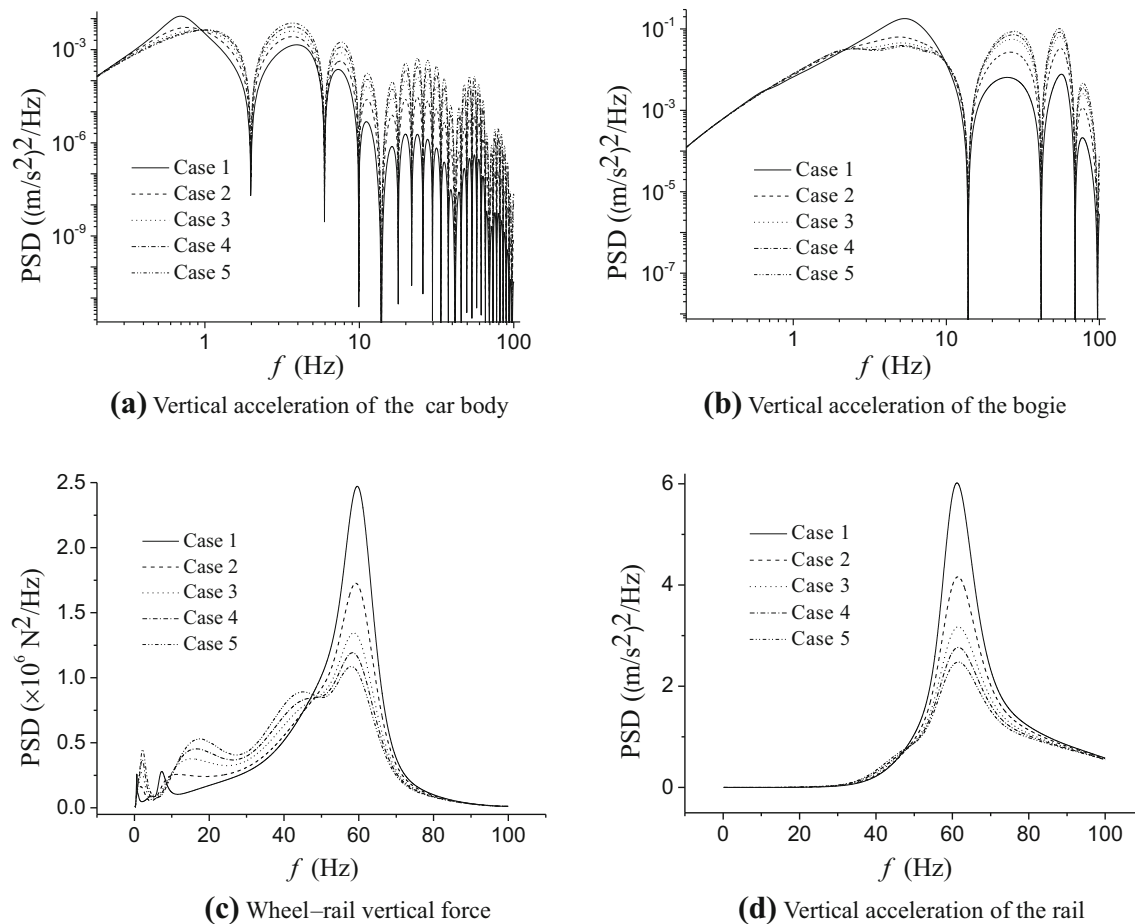 PSD ((m/s²)²/Hz)
10⁻³
10⁻⁶
10⁻⁹
Case 1
Case 2
Case 3
Case 4
Case 5
1 10 100
f (Hz)
(a) Vertical acceleration of the car body
PSD ((m/s²)²/Hz)
10⁻¹
10⁻³
10⁻⁵
10⁻⁷
Case 1
Case 2
Case 3
Case 4
Case 5
1 10 100
f (Hz)
(b) Vertical acceleration of the bogie
PSD (×10⁶ N²/Hz)
2.5
2.0
1.5
1.0
0.5
0.0
Case 1
Case 2
Case 3
Case 4
Case 5
0 20 40 60 80 100
f (Hz)
(c) Wheel–rail vertical force
PSD ((m/s²)²/Hz)
6
4
2
0
Case 1
Case 2
Case 3
Case 4
Case 5
0 20 40 60 80 100
f (Hz)
(d) Vertical acceleration of the rail